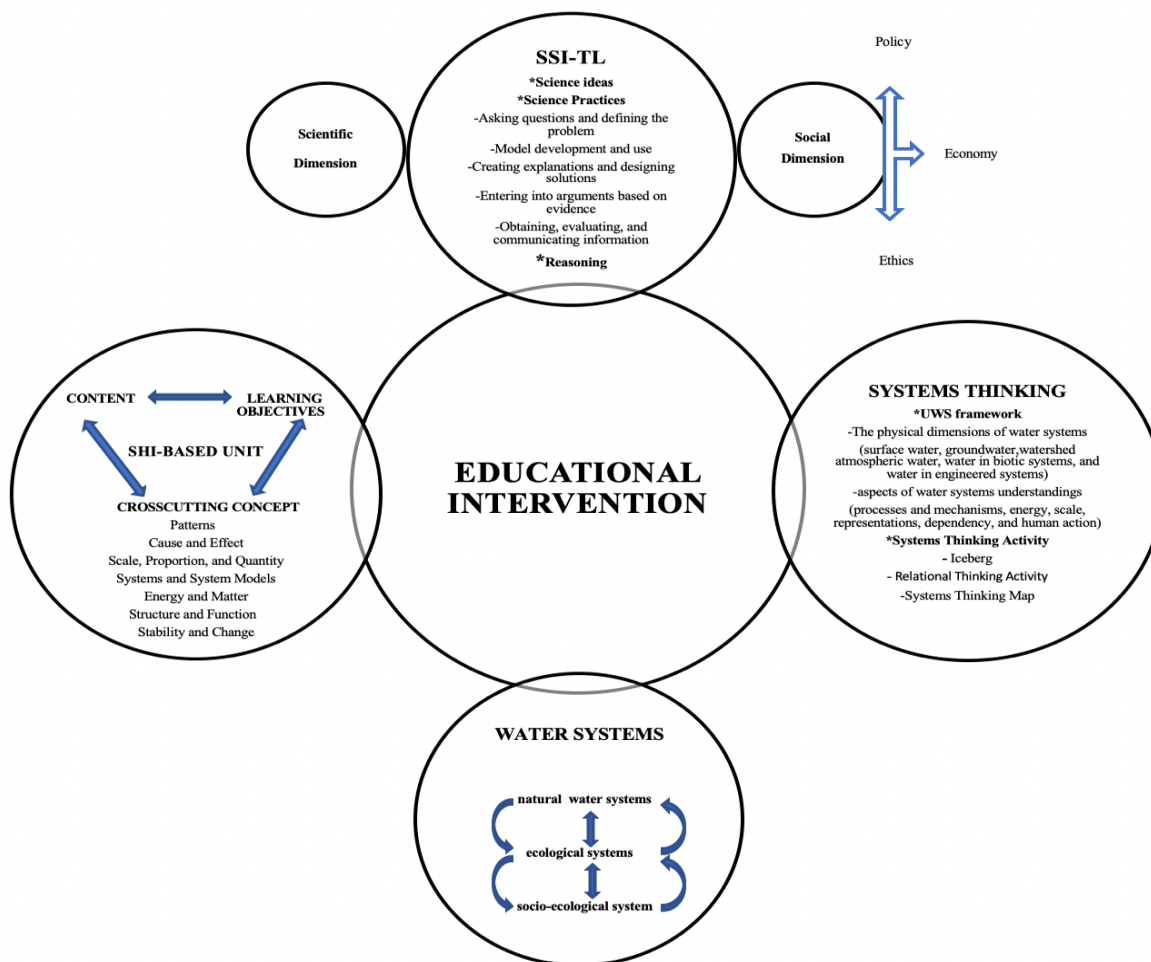 SSI-TL
*Science ideas
*Science Practices
-Asking questions and defining the
problem
-Model development and use
-Creating explanations and designing
solutions
-Entering into arguments based on
evidence
-Obtaining, evaluating, and
communicating information
*Reasoning
Scientific
Dimension
Social
Dimension
Policy
Economy
Ethics
CONTENT
LEARNING
OBJECTIVES
SHI-BASED UNIT
CROSSCUTTING CONCEPT
Patterns
Cause and Effect
Scale, Proportion, and Quantity
Systems and System Models
Energy and Matter
Structure and Function
Stability and Change
EDUCATIONAL
INTERVENTION
SYSTEMS THINKING
*UWS framework
-The physical dimensions of water systems
(surface water, groundwater,watershed
atmospheric water, water in biotic systems, and
water in engineered systems)
-aspects of water systems understandings
(processes and mechanisms, energy, scale,
representations, dependency, and human action)
*Systems Thinking Activity
- Iceberg
- Relational Thinking Activity
-Systems Thinking Map
WATER SYSTEMS
natural water systems
ecological systems
socio-ecological system